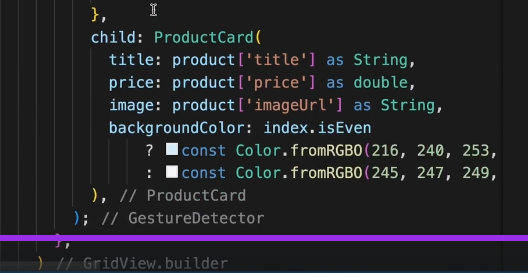 },
child: ProductCard(
title: product['title'] as String,
price: product['price'] as double,
image: product['imageUrl'] as String,
backgroundColor: index.isEven
? const Color.fromRGBO(216, 240, 253,
: const Color.fromRGBO(245, 247, 249,
), // ProductCard
); // GestureDetector
},
) // GridView.builder